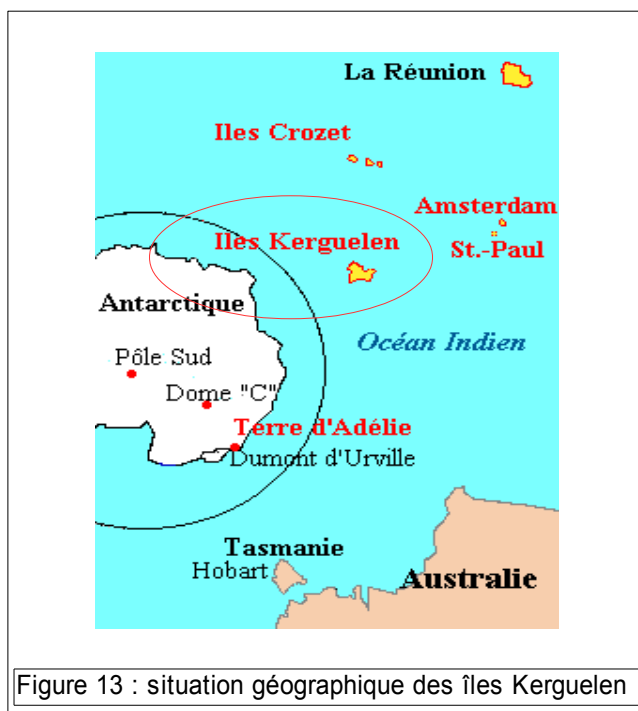 La Réunion
Iles Crozet
Amsterdam
Iles Kerguelen
St.-Paul
Antarctique
Océan Indien
Pôle Sud
Dome "C"
Terre d'Adélie
Dumont d'Urville
Tasmanie
Hobart
Australie
Figure 13 : situation géographique des îles Kerguelen